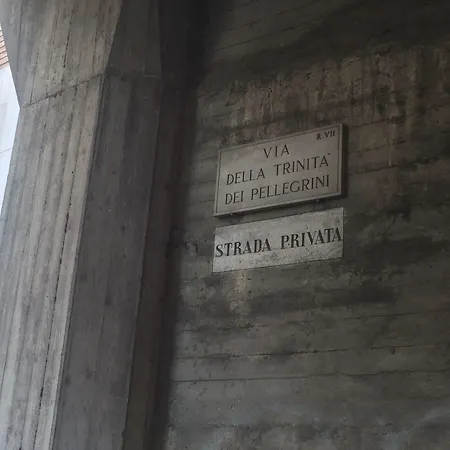 R. VII
VIA
DELLA TRINITA'
DEI PELLEGRINI
STRADA PRIVATA